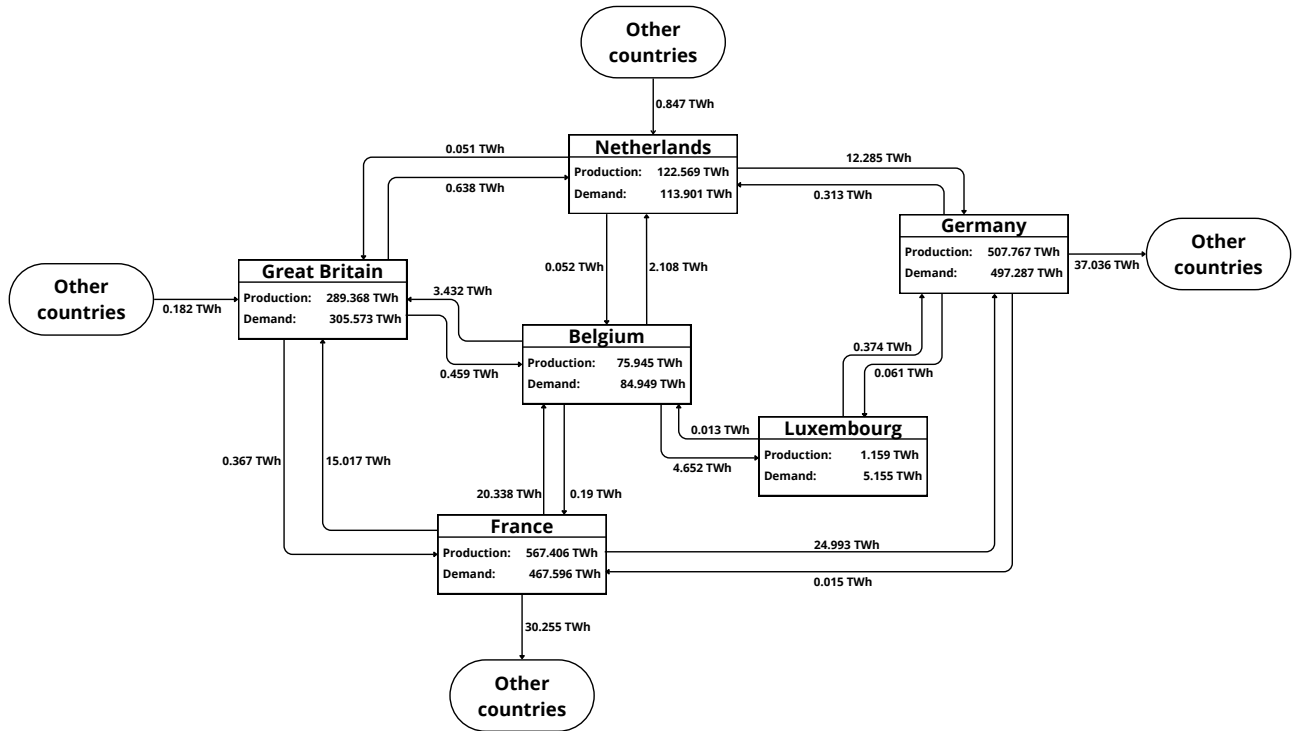 Other
countries
0.847 TWh
Netherlands
Production: 122.569 TWh
Demand: 113.901 TWh
0.051 TWh
0.638 TWh
12.285 TWh
0.313 TWh
Germany
Production: 507.767 TWh
Demand: 497.287 TWh
37.036 TWh
Other
countries
Other
countries
0.182 TWh
Great Britain
Production: 289.368 TWh
Demand: 305.573 TWh
0.052 TWh
2.108 TWh
3.432 TWh
0.459 TWh
Belgium
Production: 75.945 TWh
Demand: 84.949 TWh
0.374 TWh
0.061 TWh
Luxembourg
Production: 1.159 TWh
Demand: 5.155 TWh
0.013 TWh
4.652 TWh
0.367 TWh
15.017 TWh
20.338 TWh
0.19 TWh
France
Production: 567.406 TWh
Demand: 467.596 TWh
24.993 TWh
0.015 TWh
30.255 TWh
Other
countries